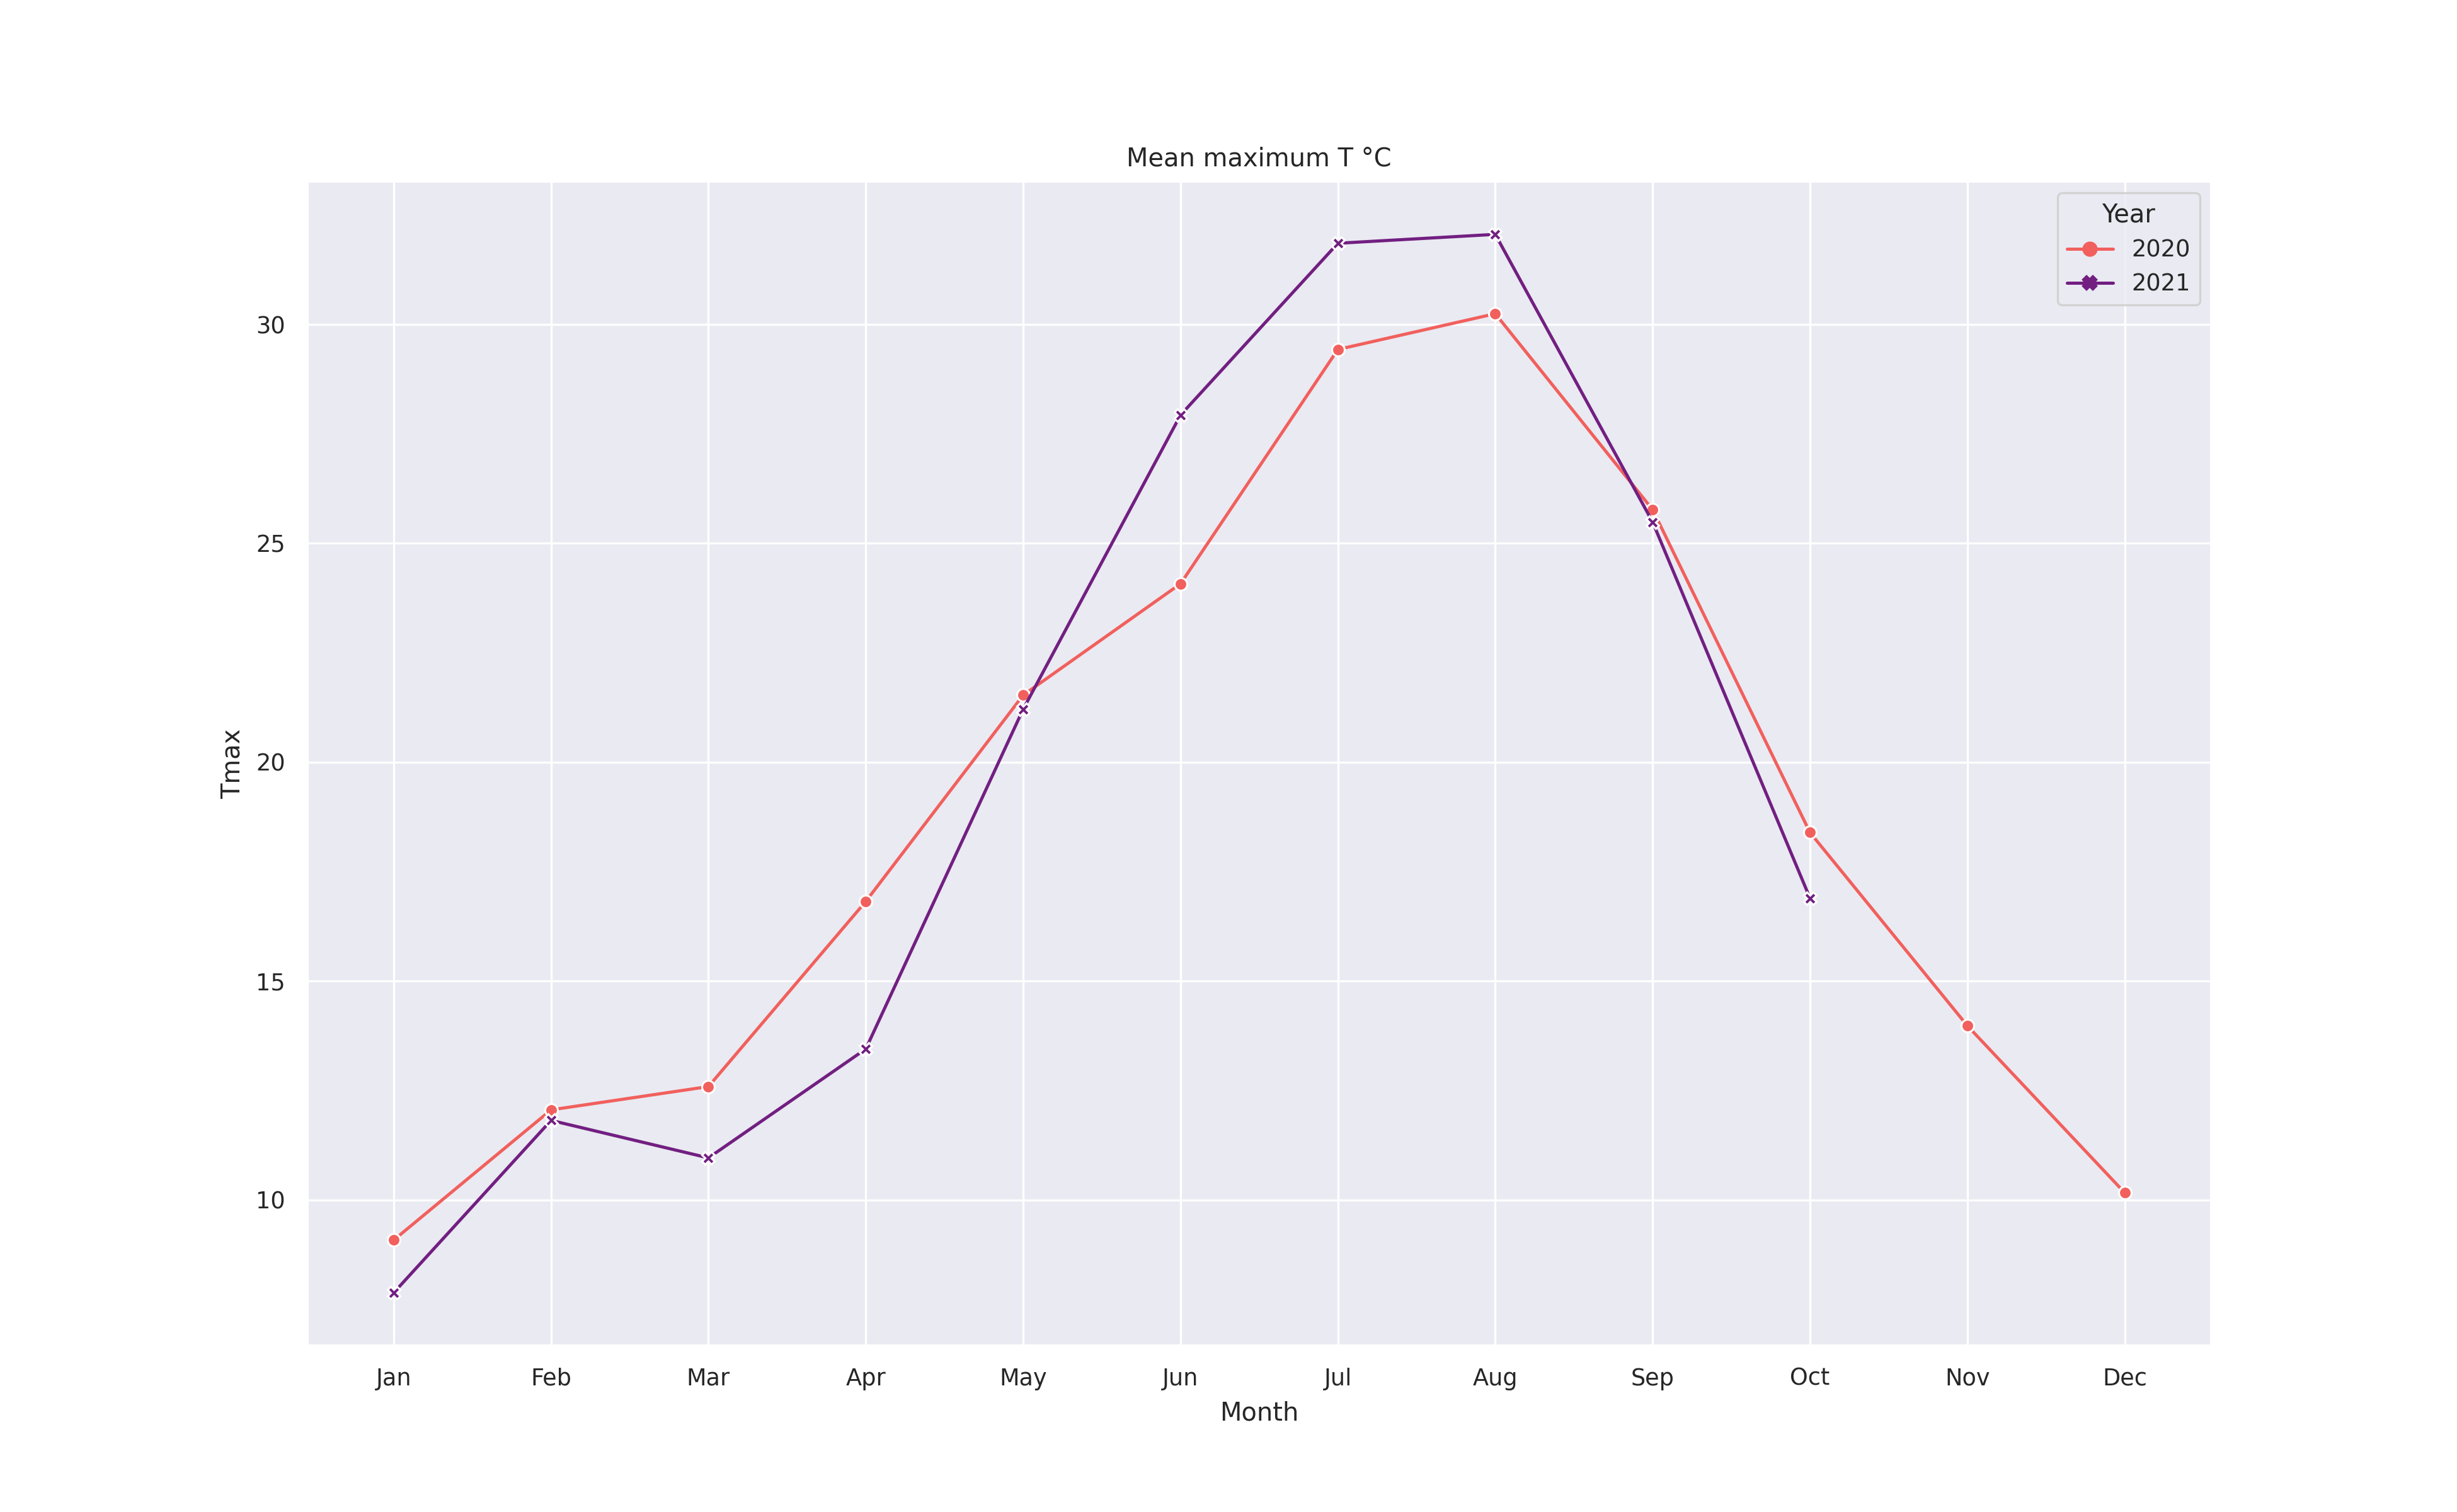 Mean maximum T °C
Year
2020
2021
30
25
20
15
10
Tmax
Jan Feb Mar Apr May Jun Jul Aug Sep Oct Nov Dec
Month